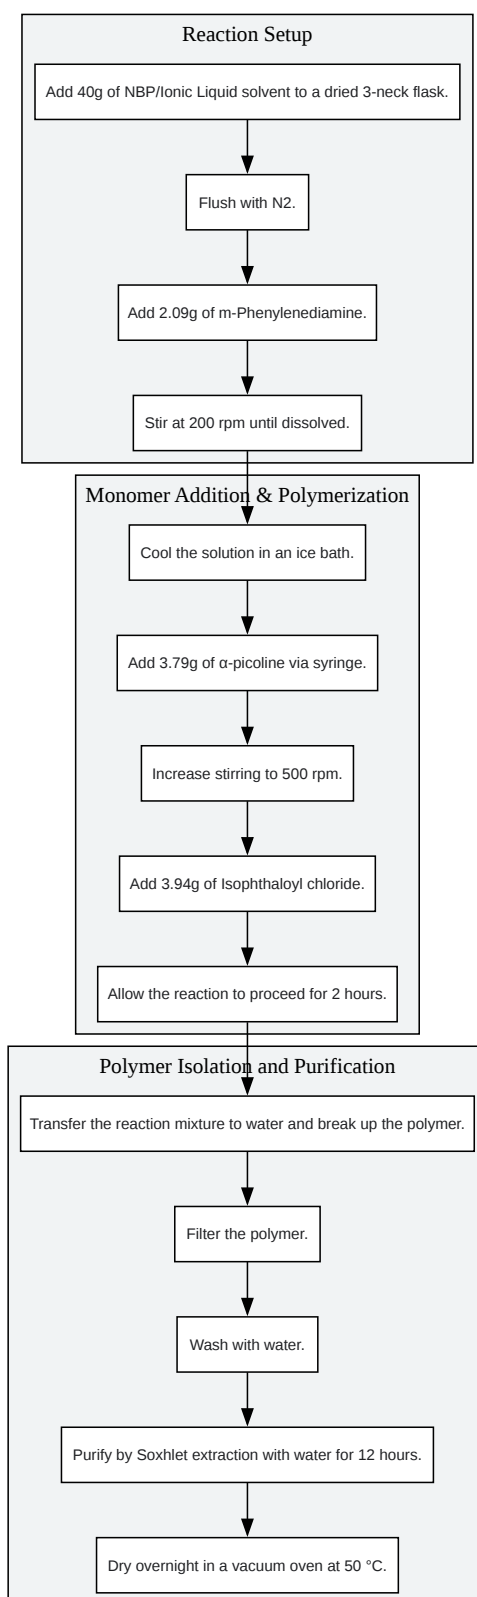 Reaction Setup
Add 40g of NBP/Ionic Liquid solvent to a dried 3-neck flask.
Flush with N2.
Add 2.09g of m-Phenylenediamine.
Stir at 200 rpm until dissolved.
Monomer Addition & Polymerization
Cool the solution in an ice bath.
Add 3.79g of α-picoline via syringe.
Increase stirring to 500 rpm.
Add 3.94g of Isophthaloyl chloride.
Allow the reaction to proceed for 2 hours.
Polymer Isolation and Purification
Transfer the reaction mixture to water and break up the polymer.
Filter the polymer.
Wash with water.
Purify by Soxhlet extraction with water for 12 hours.
Dry overnight in a vacuum oven at 50 °C.